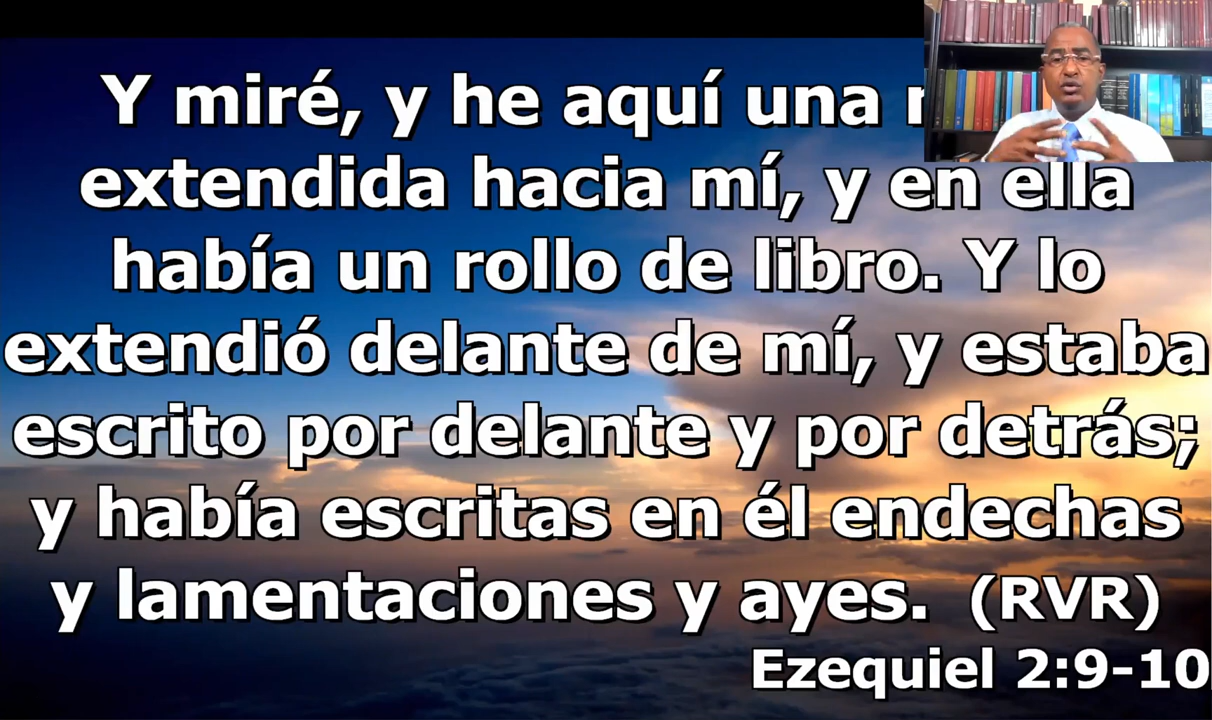 Y miré, y he aquí una
extendida hacia mí, y en ella
había un rollo de libro. Y lo
extendió delante de mí, y estaba
escrito por delante y por detrás;
y había escritas en él endechas
y lamentaciones y ayes. (RVR)
Ezequiel 2:9-10